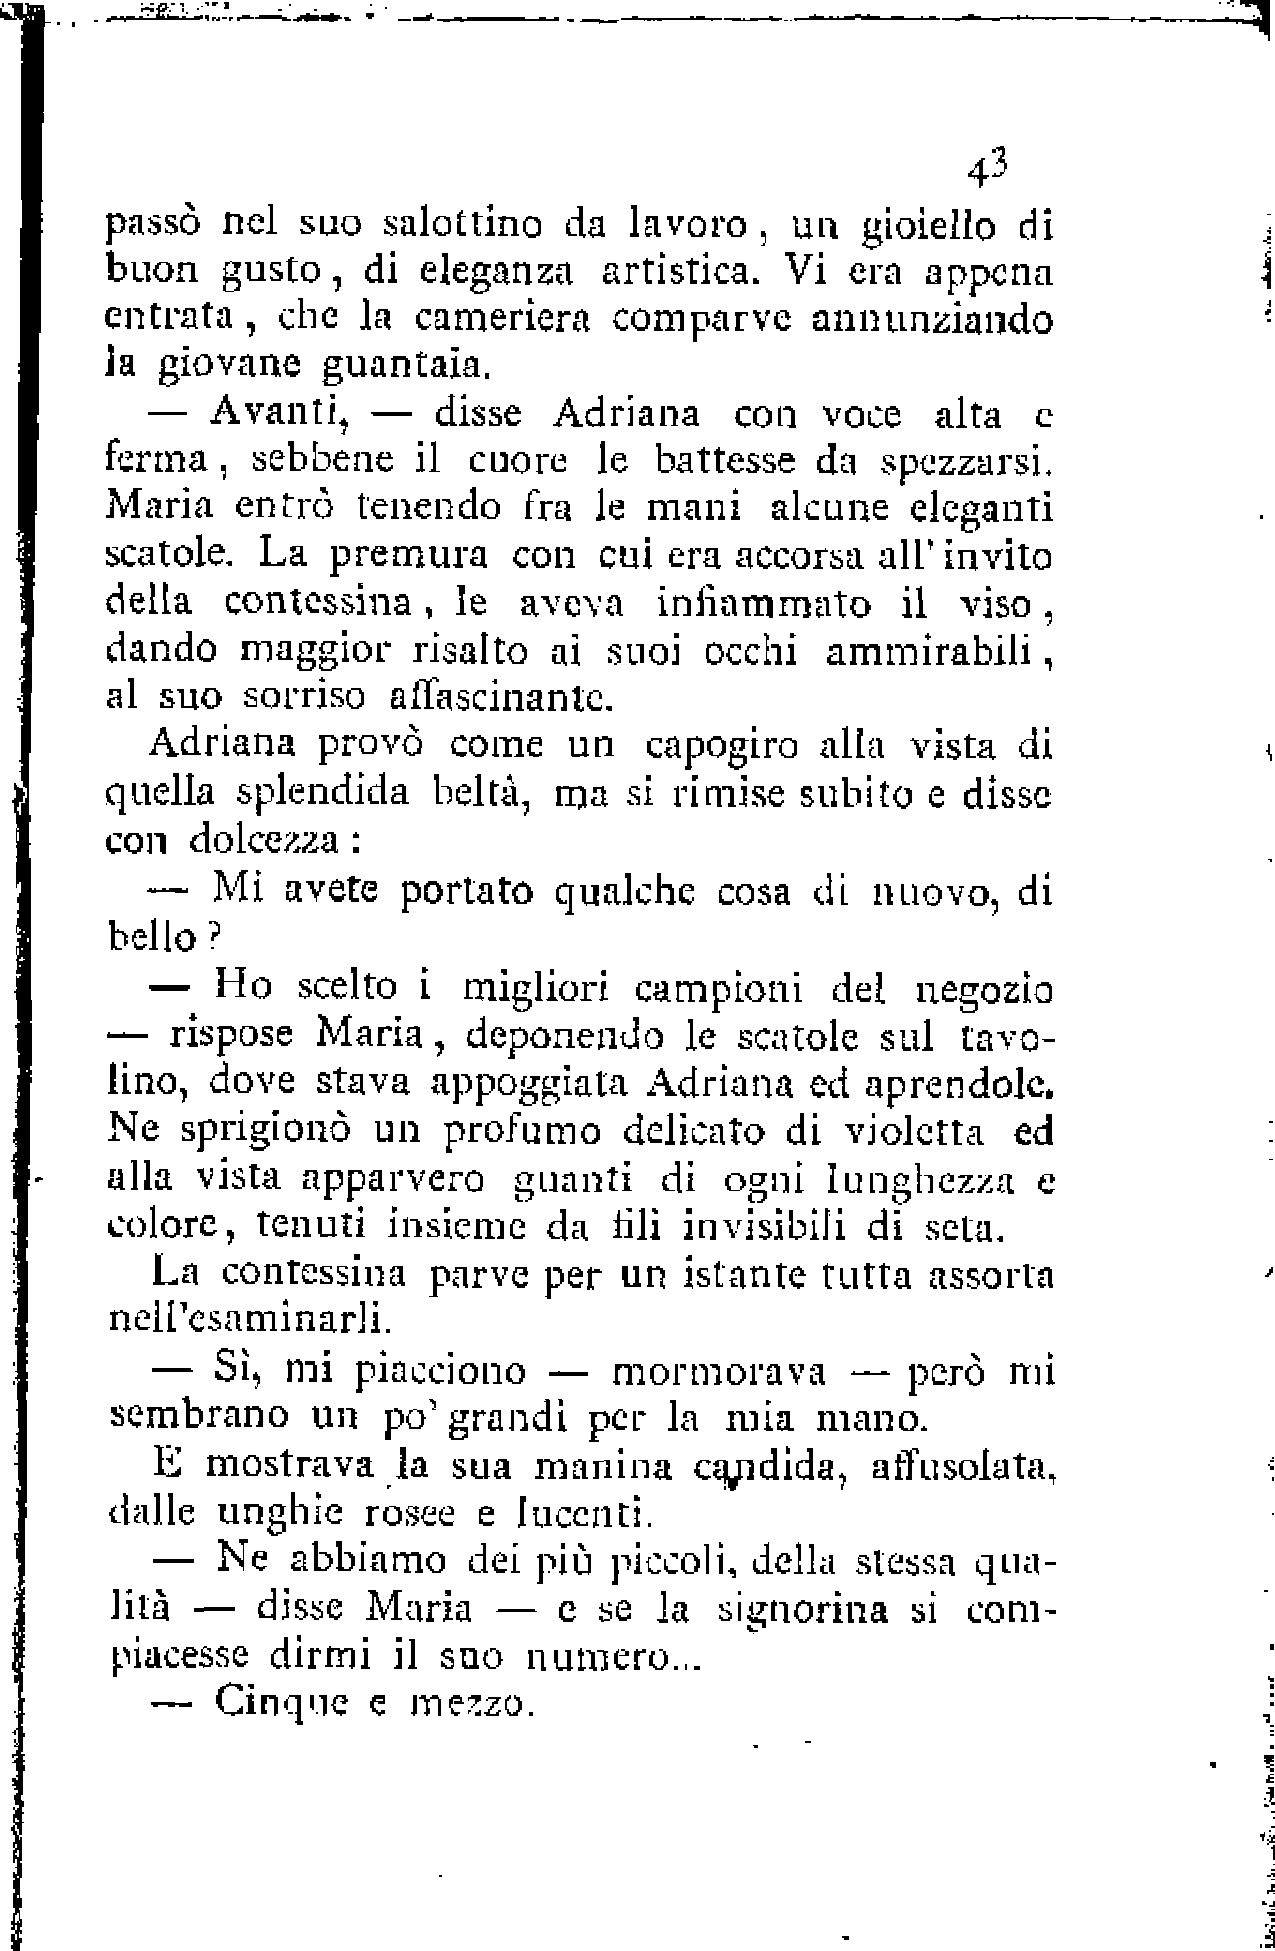 43
passò nel suo salottino da lavoro, un gioiello di
buon gusto, di eleganza artistica. Vi era appena
entrata, che la cameriera comparve annunziando
la giovane guantaia.
— Avanti, — disse Adriana con voce alta e
ferma, sebbene il cuore le battesse da spezzarsi.
Maria entrò tenendo fra le mani alcune eleganti
scatole. La premura con cui era accorsa all'invito
della contessina, le aveva infiammato il viso,
dando maggior risalto ai suoi occhi ammirabili,
al suo sorriso affascinante.
Adriana provò come un capogiro alla vista di
quella splendida beltà, ma si rimise subito e disse
con dolcezza:
— Mi avete portato qualche cosa di nuovo, di
bello?
— Ho scelto i migliori campioni del negozio
— rispose Maria, deponendo le scatole sul tavo-
lino, dove stava appoggiata Adriana ed aprendole.
Ne sprigionò un profumo delicato di violetta ed
alla vista apparvero guanti di ogni lunghezza e
colore, tenuti insieme da fili invisibili di seta.
La contessina parve per un istante tutta assorta
nell'esaminarli.
— Sì, mi piacciono — mormorava — però mi
sembrano un po' grandi per la mia mano.
E mostrava la sua manina candida, affusolata,
dalle unghie rosee e lucenti.
— Ne abbiamo dei più piccoli, della stessa qua-
lità — disse Maria — e se la signorina si com-
piacesse dirmi il suo numero...
— Cinque e mezzo.